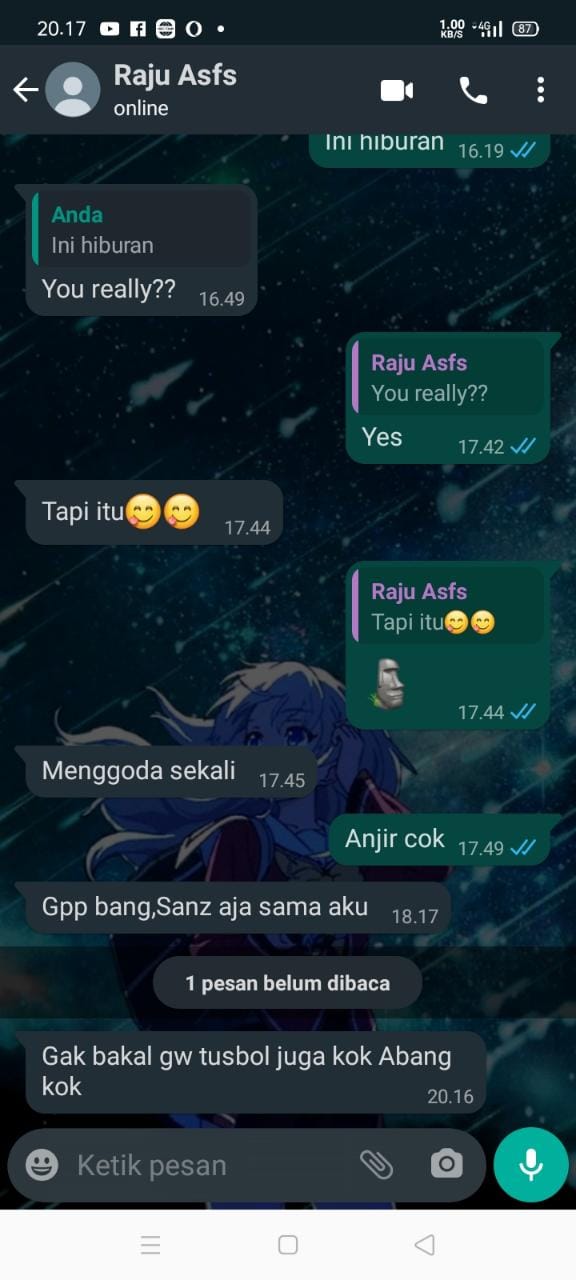 20.17
1.00
KB/S
4G
87
Raju Asfs
online
Ini hiburan
16.19
Anda
Ini hiburan
You really??
16.49
Raju Asfs
You really??
Yes
17.42
Tapi itu😋😋
17.44
Raju Asfs
Tapi itu😋😋
🗿
17.44
Menggoda sekali
17.45
Anjir cok
17.49
Gpp bang,Sanz aja sama aku
18.17
1 pesan belum dibaca
Gak bakal gw tusbol juga kok Abang
kok
20.16
Ketik pesan